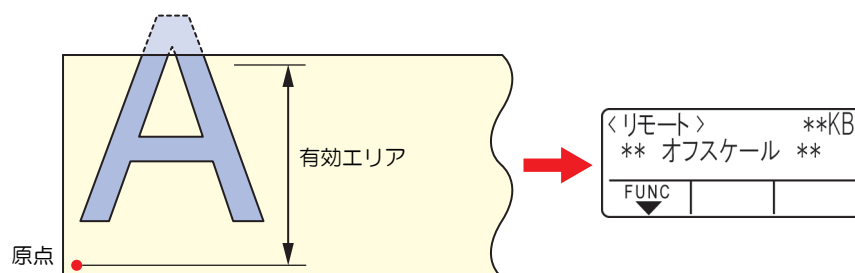 A
有効エリア
原点
＜リモート＞ **KB
** オフスケール **
FUNC